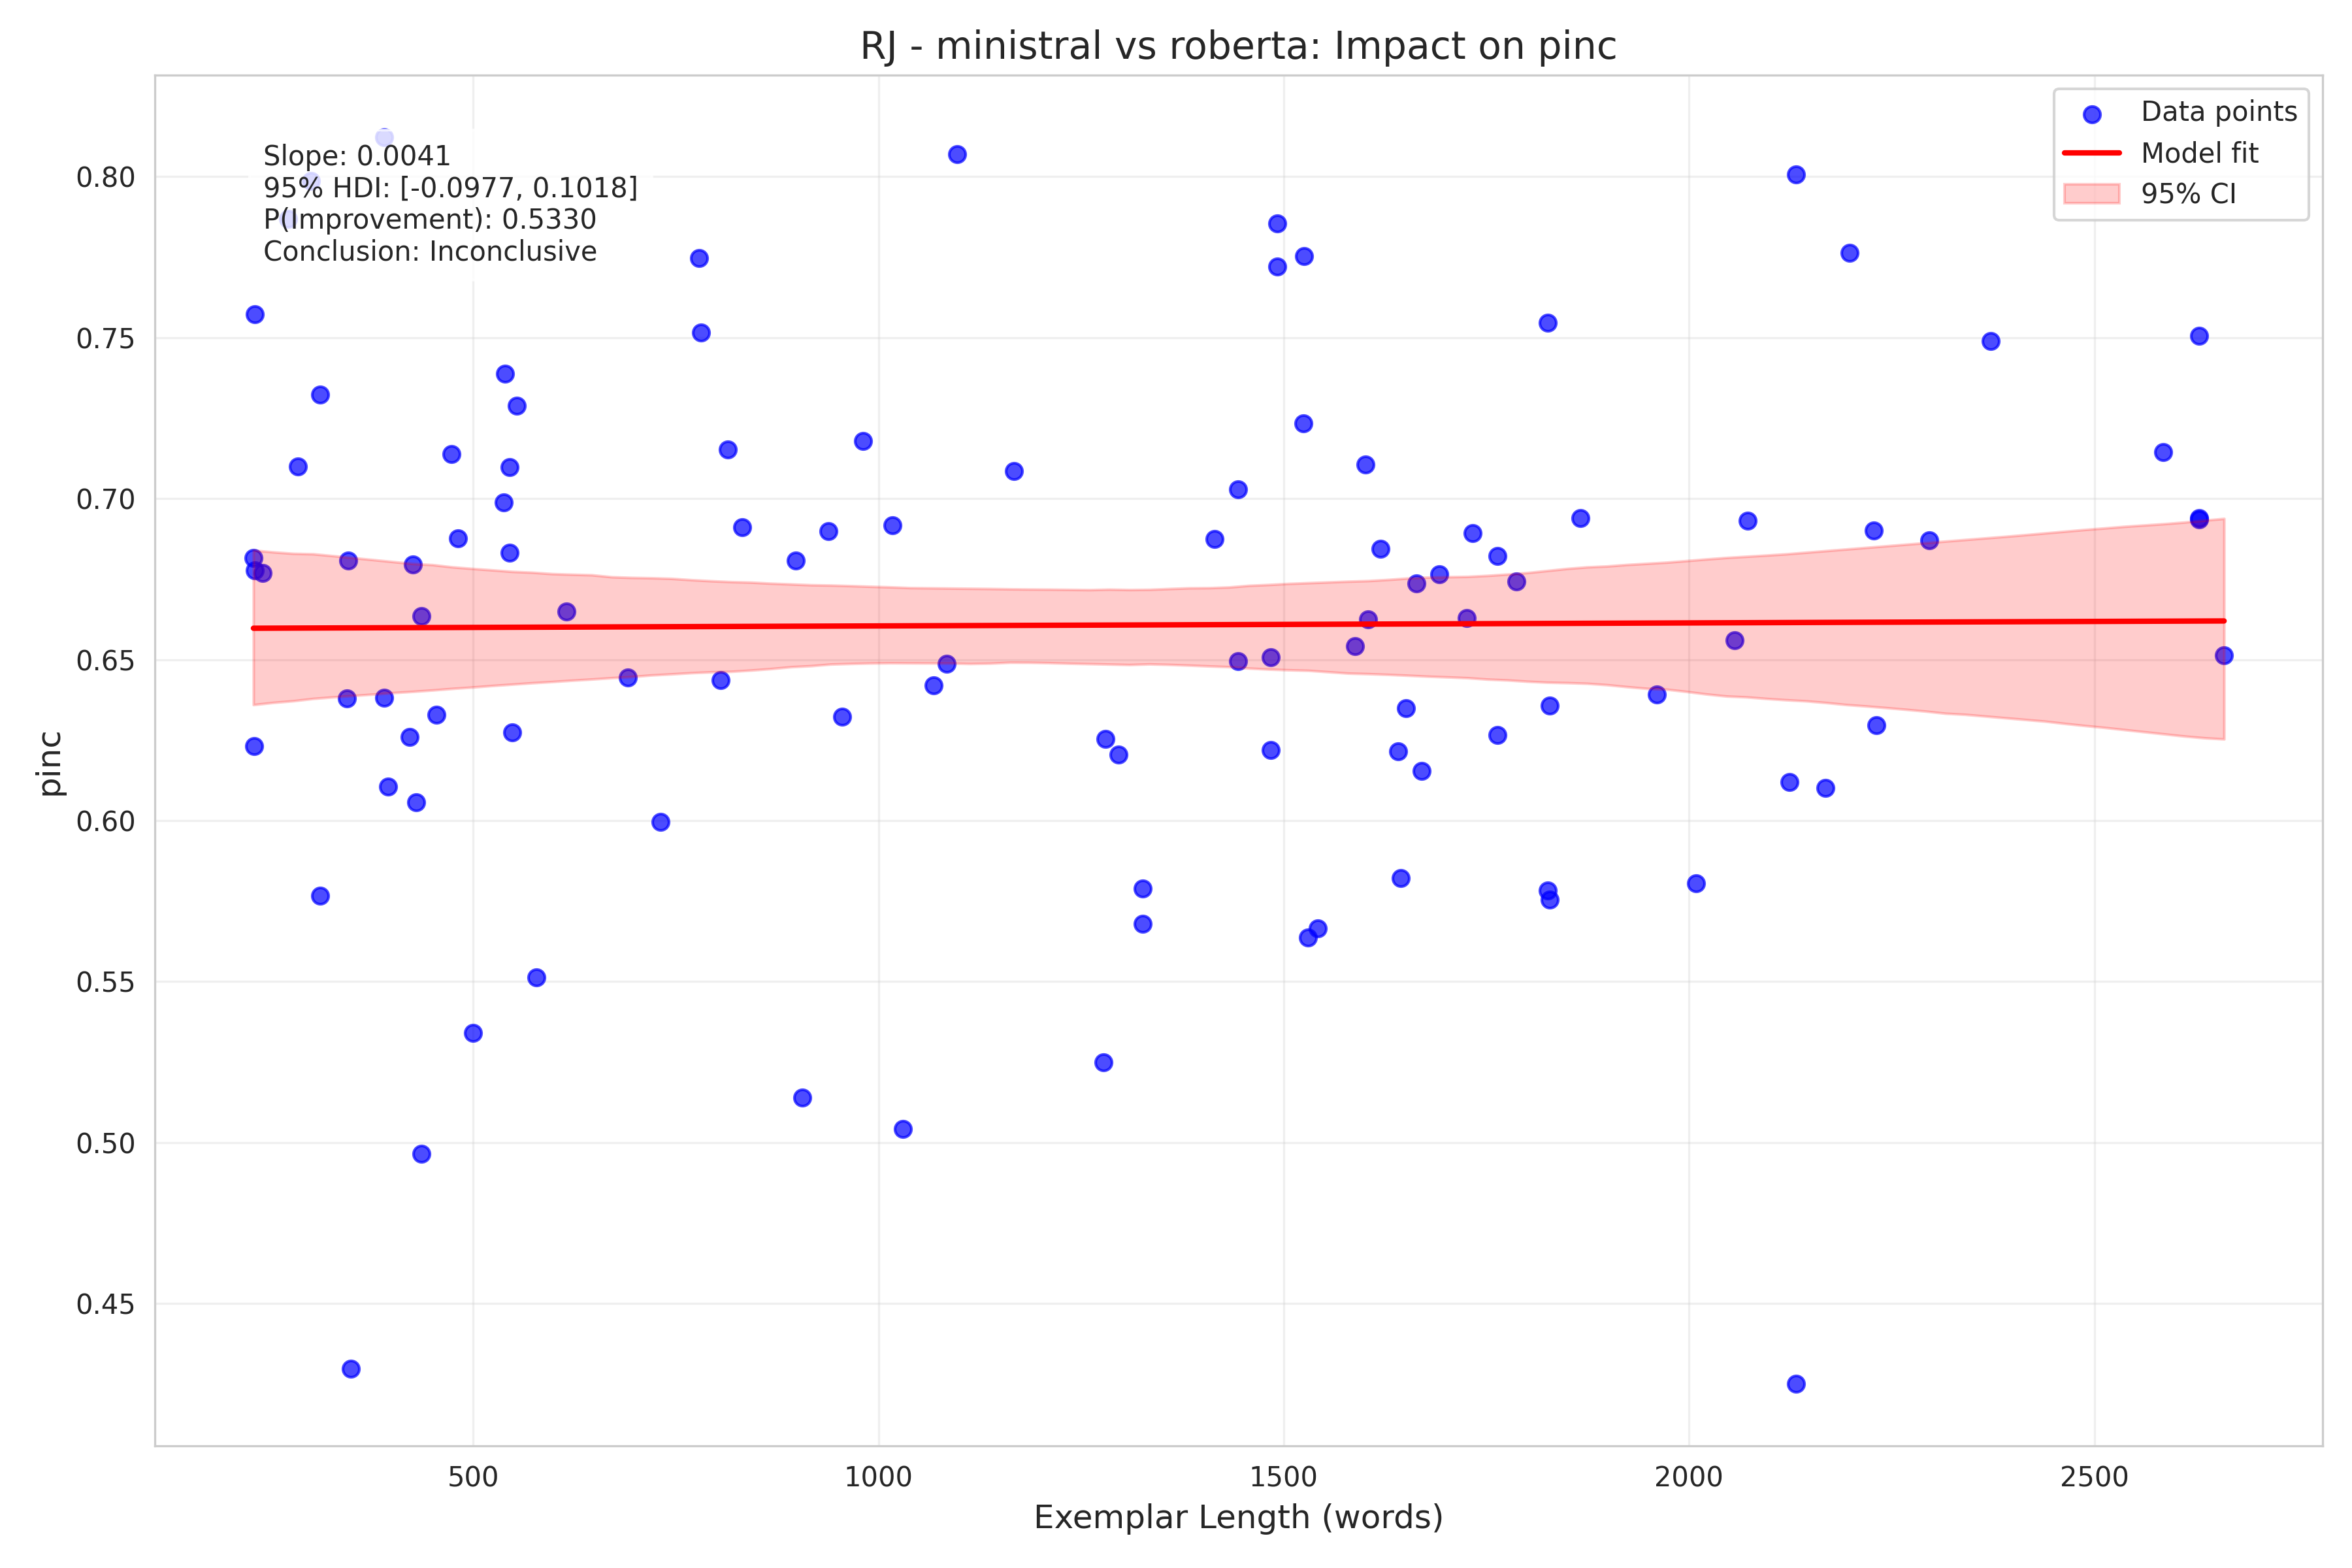 RJ - ministral vs roberta: Impact on pinc
Slope: 0.0041
95% HDI: [-0.0977, 0.1018]
P(Improvement): 0.5330
Conclusion: Inconclusive
Data points
Model fit
95% CI
0.80
0.75
0.70
0.65
0.60
0.55
0.50
0.45
pinc
500 1000 1500 2000 2500
Exemplar Length (words)